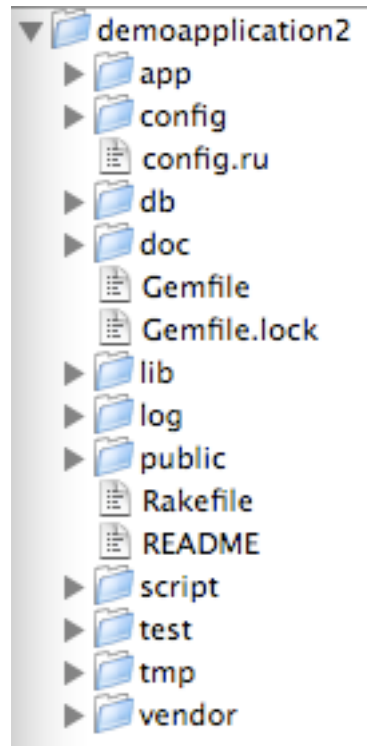 demoapplication2
app
config
config.ru
db
doc
Gemfile
Gemfile.lock
lib
log
public
Rakefile
README
script
test
tmp
vendor